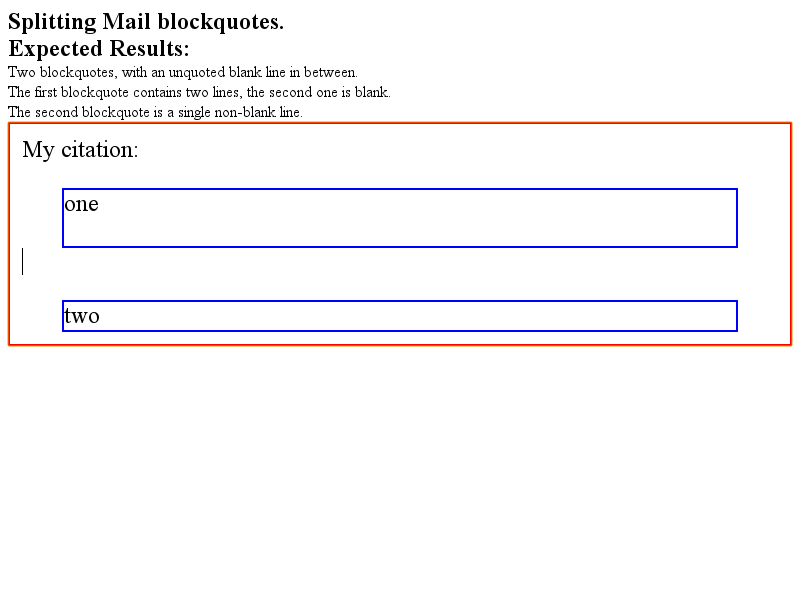 Splitting Mail blockquotes.
Expected Results:
Two blockquotes, with an unquoted blank line in between.
The first blockquote contains two lines, the second one is blank.
The second blockquote is a single non-blank line.
My citation:
one
two